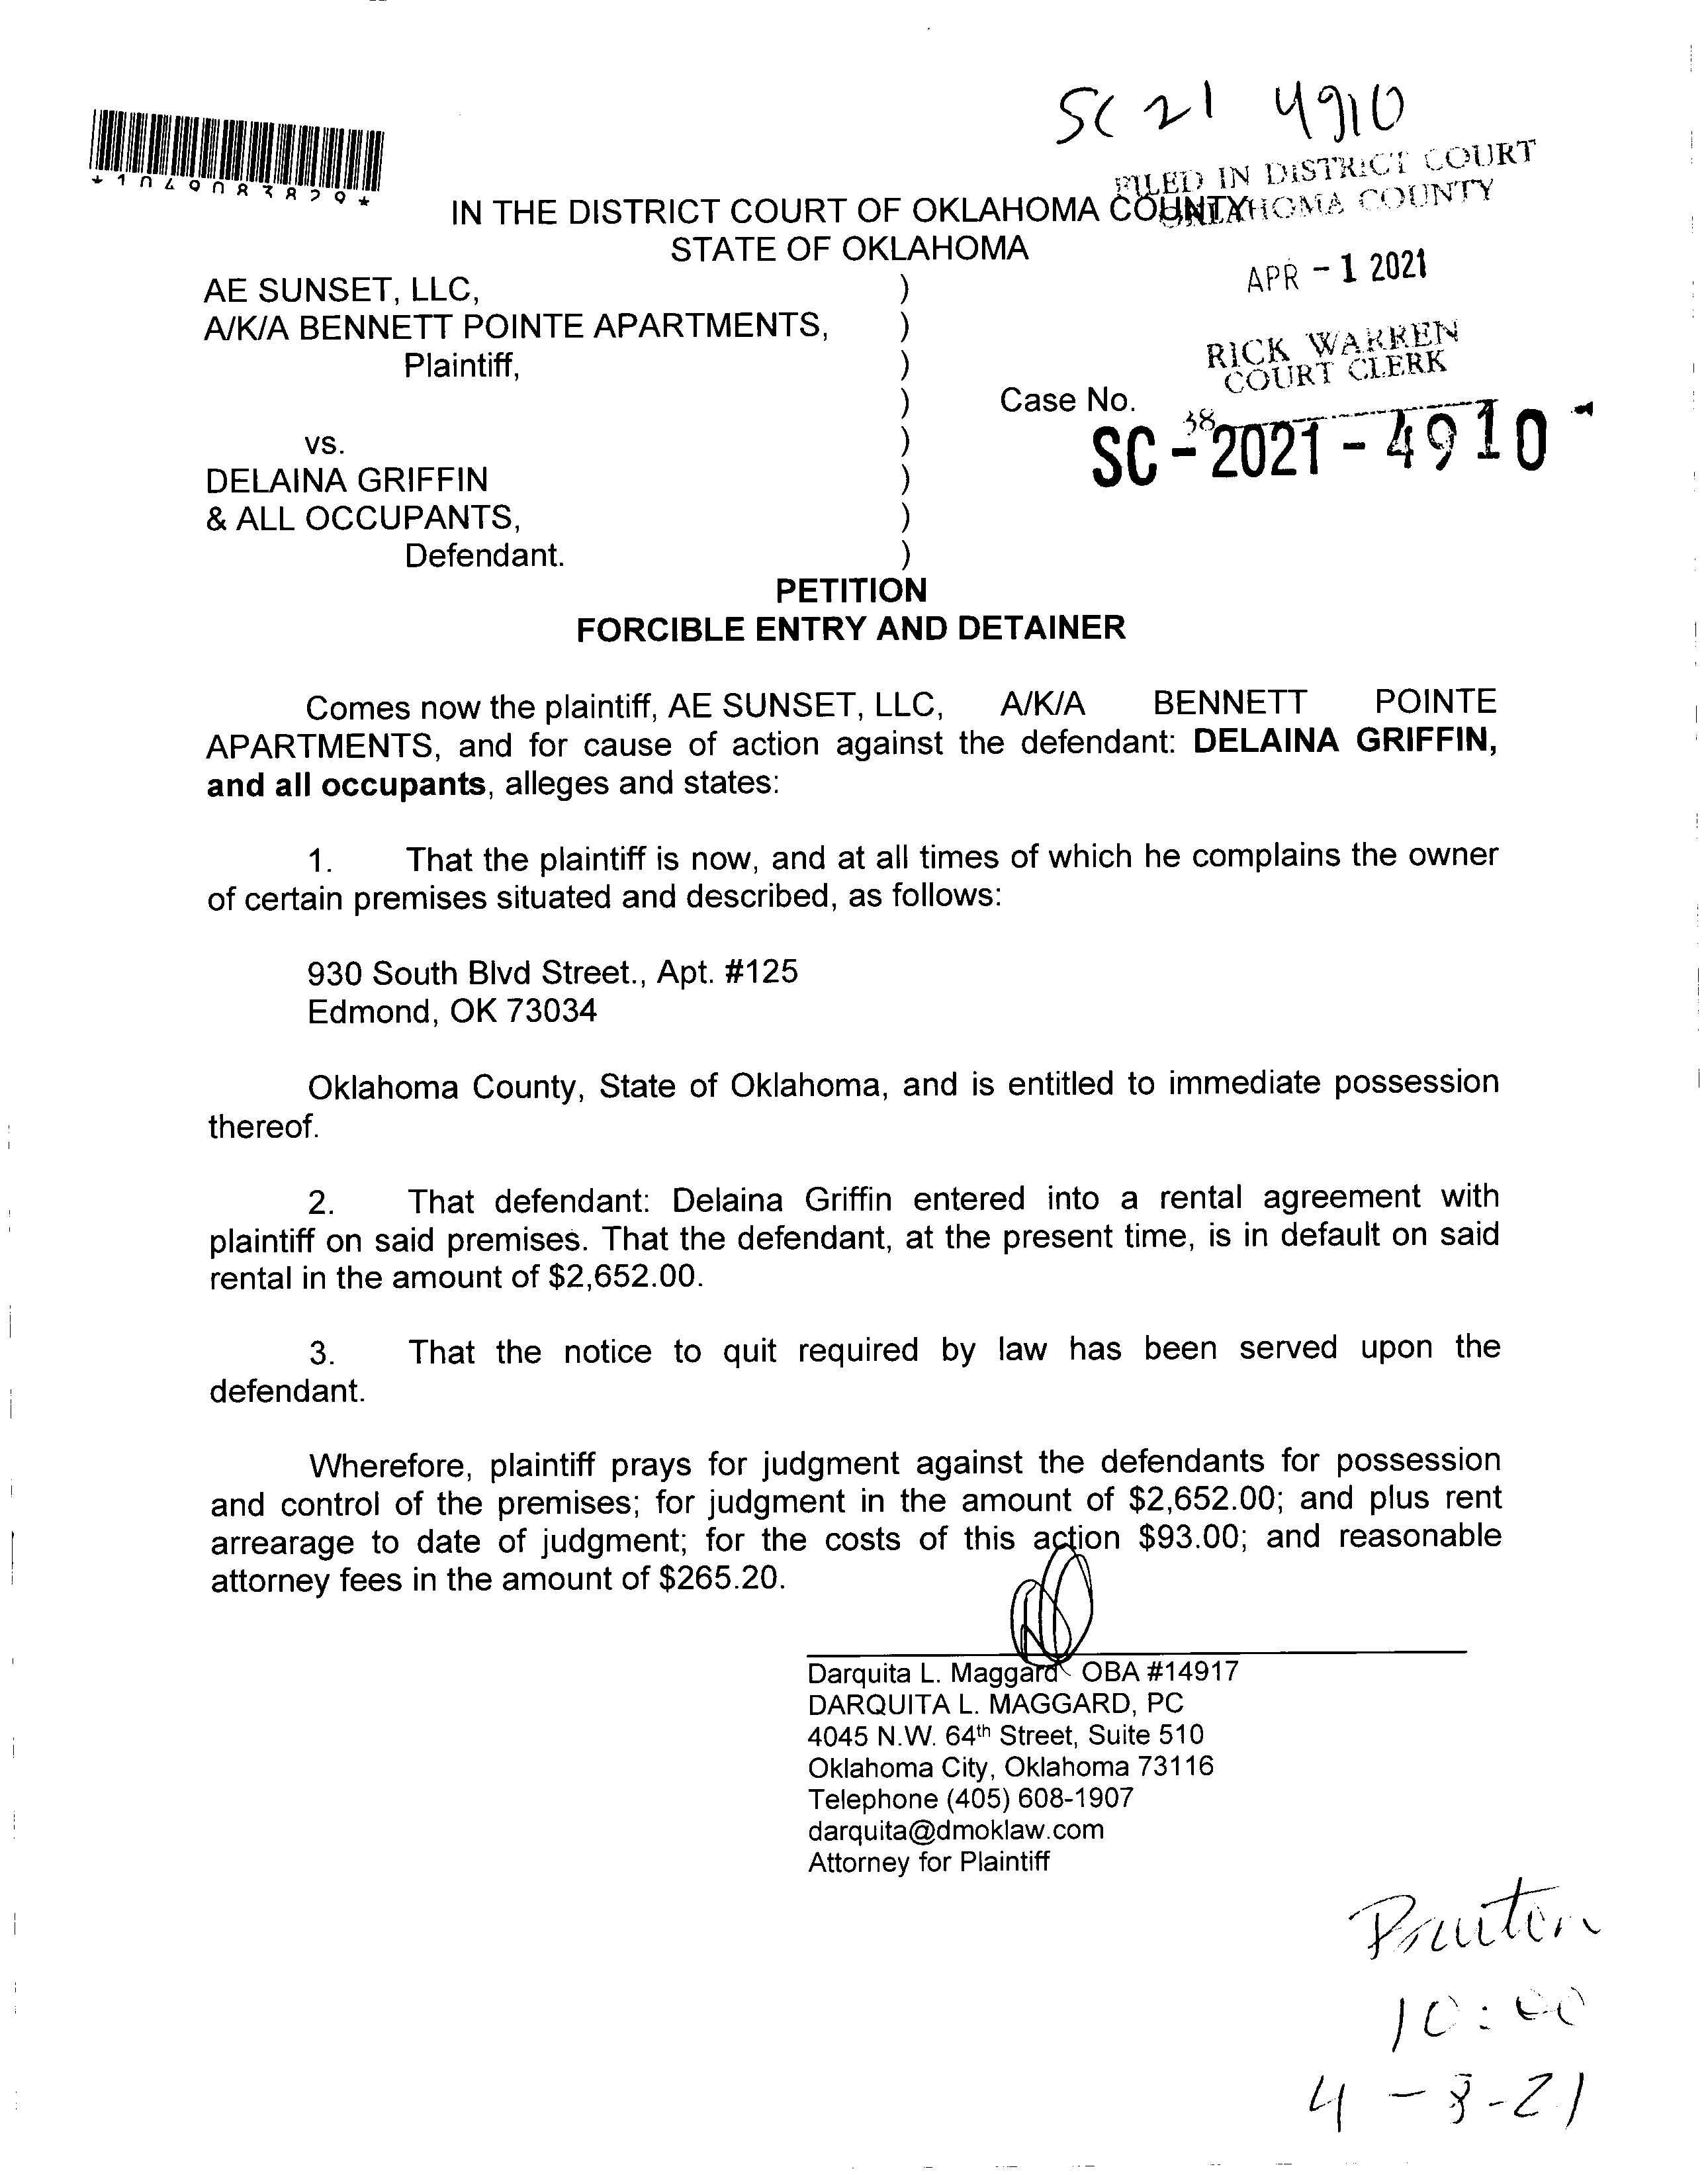 SC 21 4910
*1049083829*
FILED IN DISTRICT COURT
OKLAHOMA COUNTY
IN THE DISTRICT COURT OF OKLAHOMA COUNTY
STATE OF OKLAHOMA
APR - 1 2021
RICK WARREN
COURT CLERK
38
AE SUNSET, LLC, )
A/K/A BENNETT POINTE APARTMENTS, )
Plaintiff, )
) Case No. SC - 2021 - 4910
vs. )
DELAINA GRIFFIN )
& ALL OCCUPANTS, )
Defendant. )
PETITION
FORCIBLE ENTRY AND DETAINER
Comes now the plaintiff, AE SUNSET, LLC, A/K/A BENNETT POINTE
APARTMENTS, and for cause of action against the defendant: DELAINA GRIFFIN,
and all occupants, alleges and states:
1. That the plaintiff is now, and at all times of which he complains the owner
of certain premises situated and described, as follows:
930 South Blvd Street., Apt. #125
Edmond, OK 73034
Oklahoma County, State of Oklahoma, and is entitled to immediate possession
thereof.
2. That defendant: Delaina Griffin entered into a rental agreement with
plaintiff on said premises. That the defendant, at the present time, is in default on said
rental in the amount of $2,652.00.
3. That the notice to quit required by law has been served upon the
defendant.
Wherefore, plaintiff prays for judgment against the defendants for possession
and control of the premises; for judgment in the amount of $2,652.00; and plus rent
arrearage to date of judgment; for the costs of this action $93.00; and reasonable
attorney fees in the amount of $265.20.
Darquita L. Maggard OBA #14917
DARQUITA L. MAGGARD, PC
4045 N.W. 64th Street, Suite 510
Oklahoma City, Oklahoma 73116
Telephone (405) 608-1907
darquita@dmoklaw.com
Attorney for Plaintiff
10:00